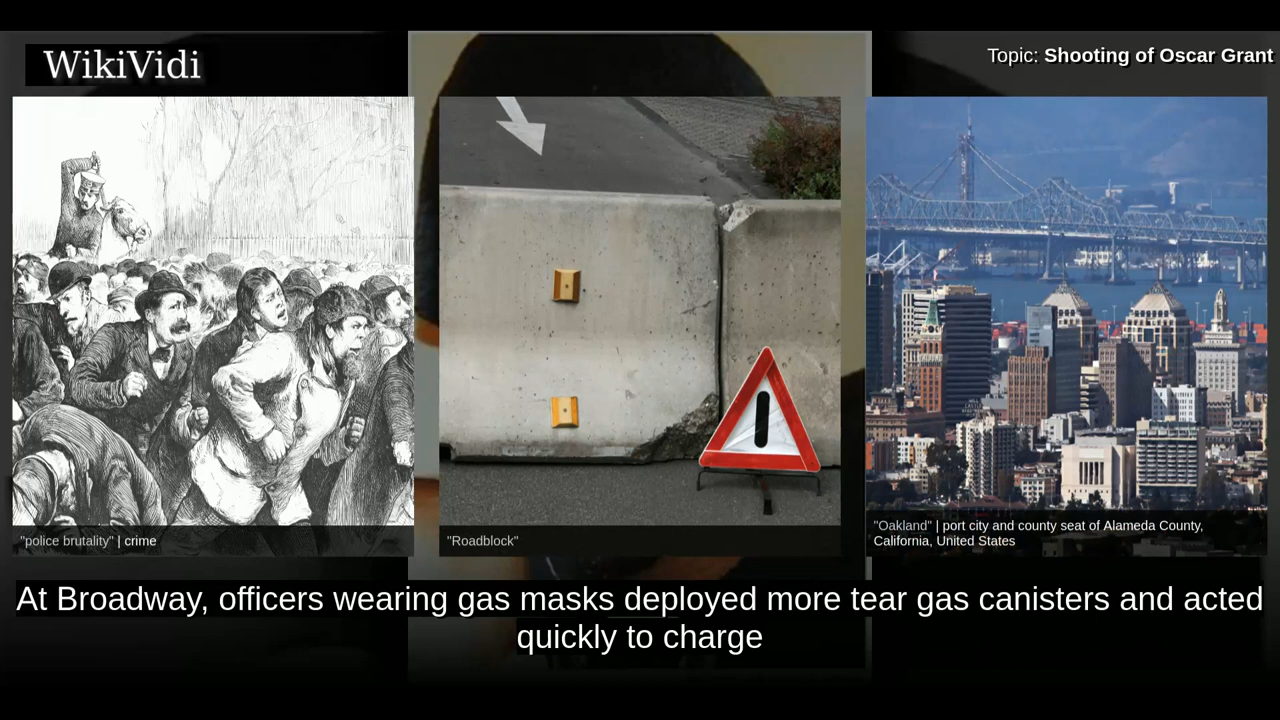 WikiVidi
Topic: Shooting of Oscar Grant
"police brutality" | crime
"Roadblock"
"Oakland" | port city and county seat of Alameda County,
California, United States
At Broadway, officers wearing gas masks deployed more tear gas canisters and acted
quickly to charge